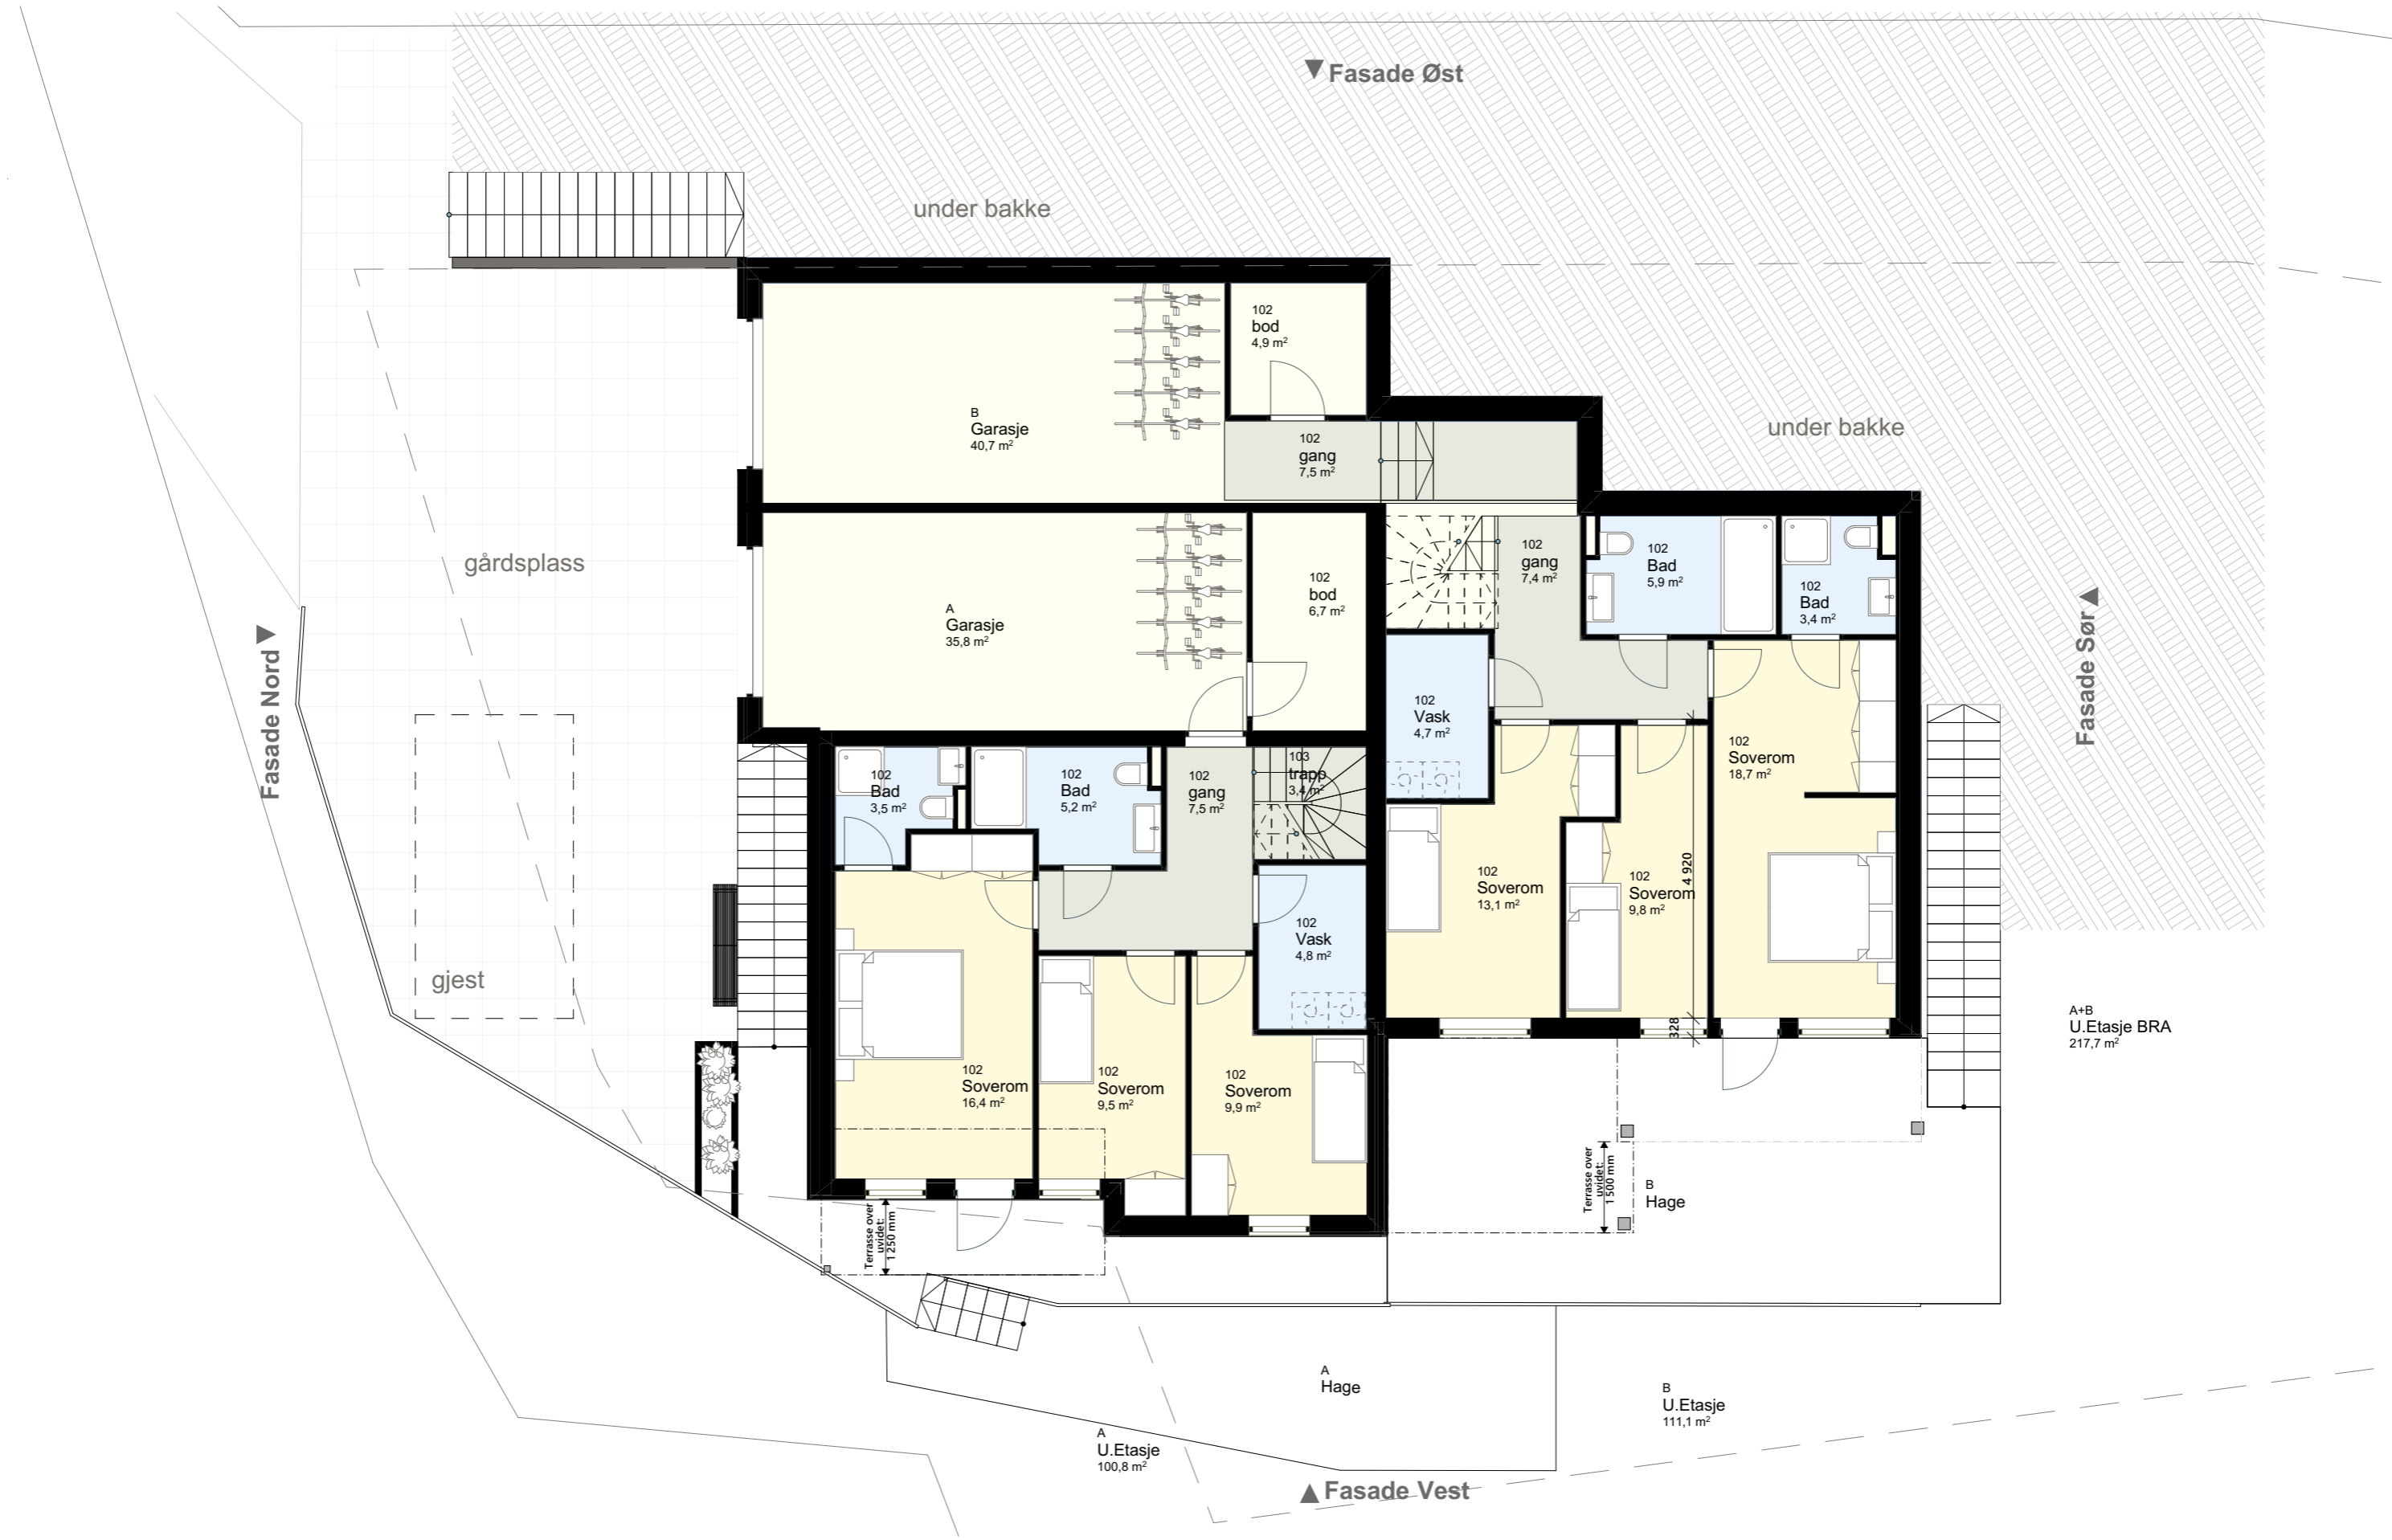 Fasade Øst
under bakke
102
bod
4,9 m²
B
Garasje
40,7 m²
102
gang
7,5 m²
under bakke
gårdsplass
102
gang
7,4 m²
102
Bad
5,9 m²
102
Bad
3,4 m²
102
bod
6,7 m²
A
Garasje
35,8 m²
Fasade Nord
Fasade Sør
102
Vask
4,7 m²
102
Soverom
18,7 m²
102
Bad
3,5 m²
102
Bad
5,2 m²
102
gang
7,5 m²
103
trapp
3,4 m²
102
Soverom
13,1 m²
102
Soverom
9,8 m²
4 920
328
102
Vask
4,8 m²
gjest
102
Soverom
16,4 m²
102
Soverom
9,5 m²
102
Soverom
9,9 m²
A+B
U.Etasje BRA
217,7 m²
Terrasse over
uvidet:
1 250 mm
Terrasse over
uvidet:
1 500 mm
B
Hage
A
Hage
B
U.Etasje
111,1 m²
A
U.Etasje
100,8 m²
Fasade Vest